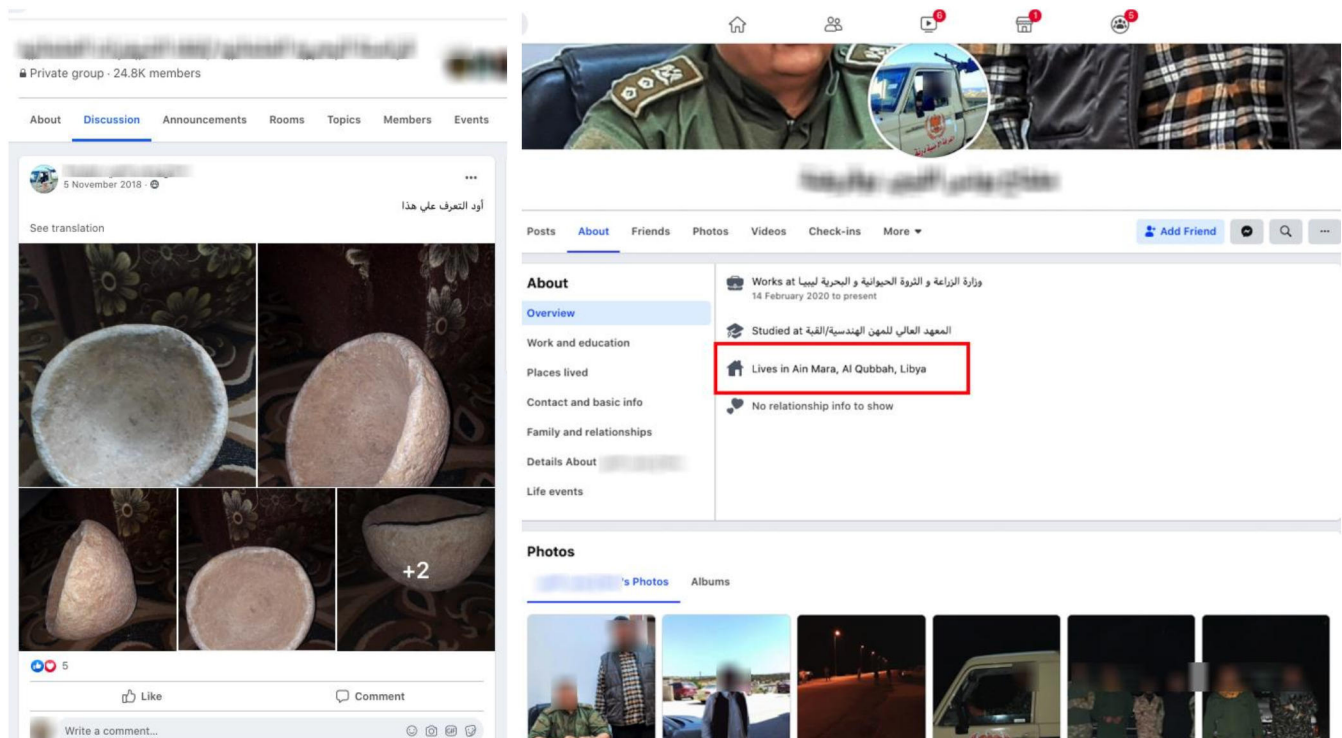 Private group · 24.8K members
About Discussion Announcements Rooms Topics Members Events
5 November 2018 ·
أود التعرف علي هذا
See translation
+2
5
Like Comment
Write a comment...
GIF
6 1 5
Posts About Friends Photos Videos Check-ins More
Add Friend
About
Overview
Work and education
Places lived
Contact and basic info
Family and relationships
Details About
Life events
Works at وزارة الزراعة و الثروة الحيوانية و البحرية ليبيا
14 February 2020 to present
Studied at المعهد العالي للمهن الهندسية/القبة
Lives in Ain Mara, Al Qubbah, Libya
No relationship info to show
Photos
's Photos Albums